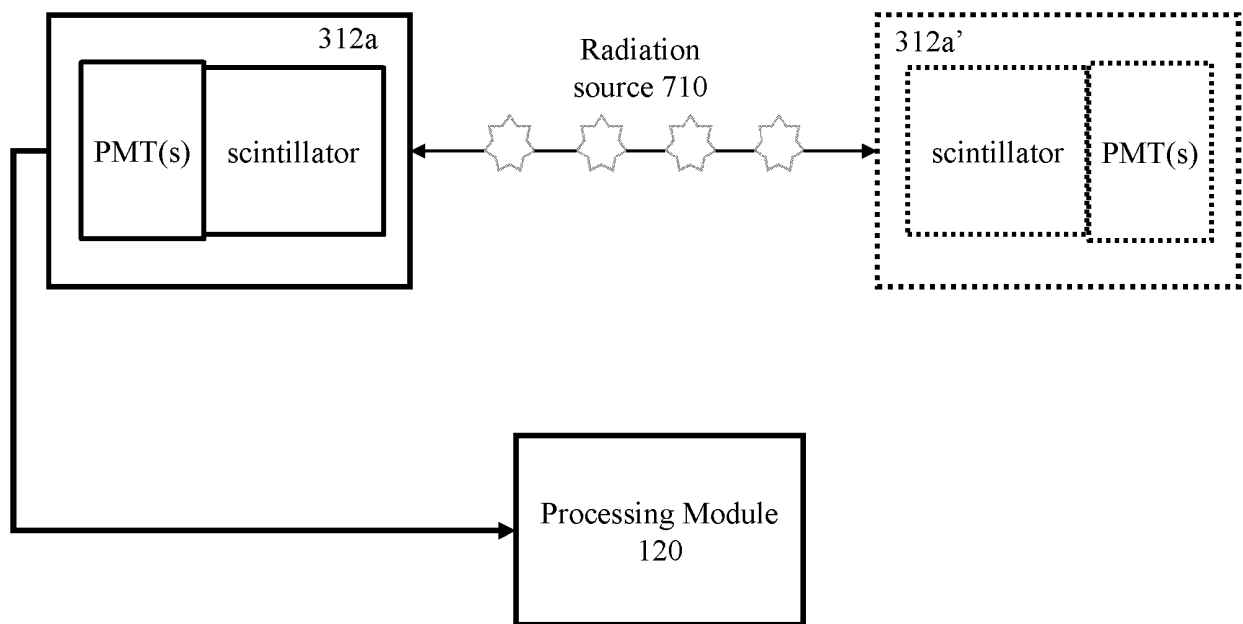 312a
PMT(s)
scintillator
Radiation
source 710
312a’
scintillator
PMT(s)
Processing Module
120